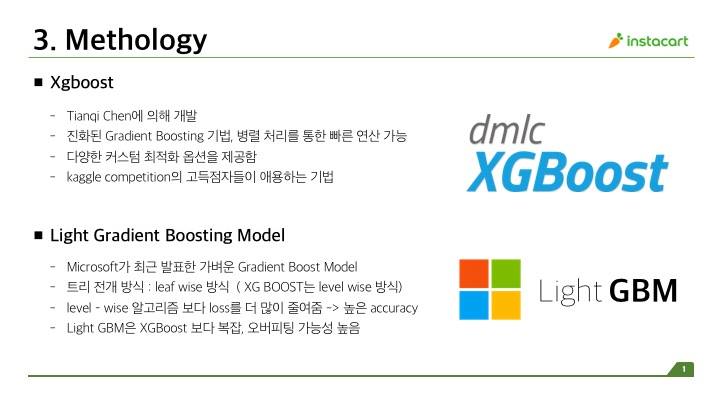 3. Methology
instacart
■ Xgboost
- Tianqi Chen에 의해 개발
- 진화된 Gradient Boosting 기법, 병렬 처리를 통한 빠른 연산 가능
- 다양한 커스텀 최적화 옵션을 제공함
- kaggle competition의 고득점자들이 애용하는 기법
dmlc
XGBoost
■ Light Gradient Boosting Model
- Microsoft가 최근 발표한 가벼운 Gradient Boost Model
- 트리 전개 방식 : leaf wise 방식 ( XG BOOST는 level wise 방식)
- level - wise 알고리즘 보다 loss를 더 많이 줄여줌 -> 높은 accuracy
- Light GBM은 XGBoost 보다 복잡, 오버피팅 가능성 높음
Light GBM
1